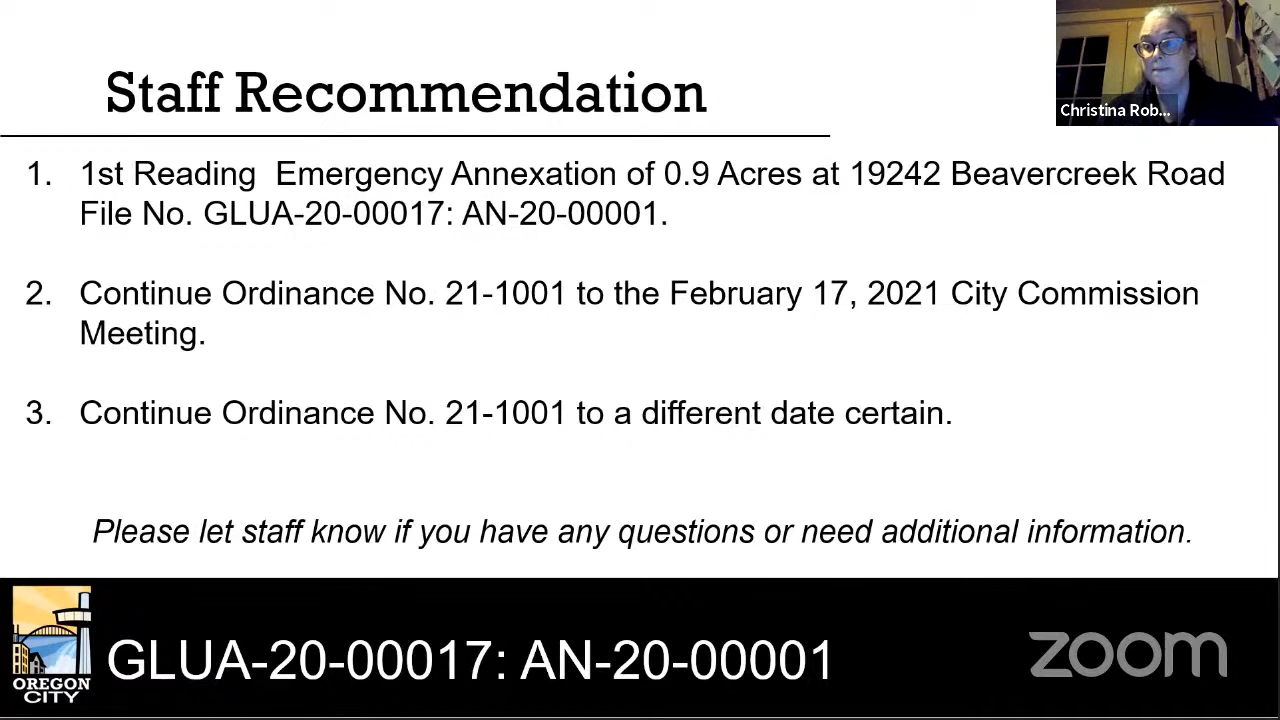 Staff Recommendation
Christina Rob...
1. 1st Reading  Emergency Annexation of 0.9 Acres at 19242 Beavercreek Road
File No. GLUA-20-00017: AN-20-00001.
2. Continue Ordinance No. 21-1001 to the February 17, 2021 City Commission
Meeting.
3. Continue Ordinance No. 21-1001 to a different date certain.
Please let staff know if you have any questions or need additional information.
OREGON
CITY
GLUA-20-00017: AN-20-00001
zoom